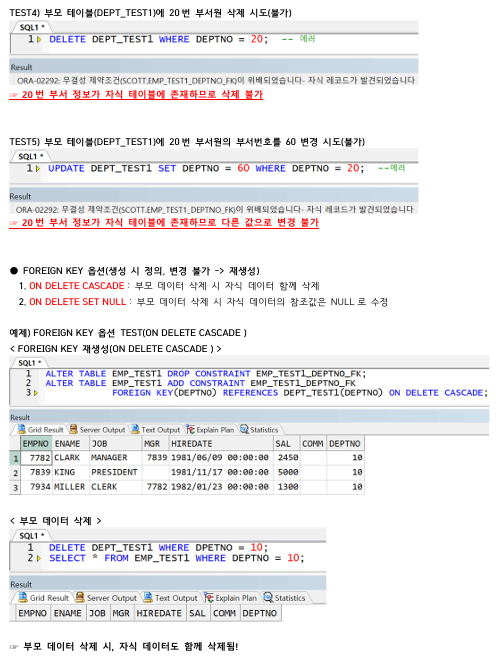 TEST4) 부모 테이블(DEPT_TEST1)에 20번 부서원 삭제 시도(불가)
SQL1 *
1 DELETE DEPT_TEST1 WHERE DEPTNO = 20; -- 에러
Result
ORA-02292: 무결성 제약조건(SCOTT.EMP_TEST1_DEPTNO_FK)이 위배되었습니다- 자식 레코드가 발견되었습니다
☞ 20번 부서 정보가 자식 테이블에 존재하므로 삭제 불가
TEST5) 부모 테이블(DEPT_TEST1)에 20번 부서원의 부서번호를 60 변경 시도(불가)
SQL1 *
1 UPDATE DEPT_TEST1 SET DEPTNO = 60 WHERE DEPTNO = 20; --에러
Result
ORA-02292: 무결성 제약조건(SCOTT.EMP_TEST1_DEPTNO_FK)이 위배되었습니다- 자식 레코드가 발견되었습니다
☞ 20번 부서 정보가 자식 테이블에 존재하므로 다른 값으로 변경 불가
● FOREIGN KEY 옵션(생성 시 정의, 변경 불가 -> 재생성)
1. ON DELETE CASCADE : 부모 데이터 삭제 시 자식 데이터 함께 삭제
2. ON DELETE SET NULL : 부모 데이터 삭제 시 자식 데이터의 참조값은 NULL로 수정
예제) FOREIGN KEY 옵션 TEST(ON DELETE CASCADE )
< FOREIGN KEY 재생성(ON DELETE CASCADE ) >
SQL1 *
1 ALTER TABLE EMP_TEST1 DROP CONSTRAINT EMP_TEST1_DEPTNO_FK;
2 ALTER TABLE EMP_TEST1 ADD CONSTRAINT EMP_TEST1_DEPTNO_FK
3 FOREIGN KEY(DEPTNO) REFERENCES DEPT_TEST1(DEPTNO) ON DELETE CASCADE;
Result
Grid Result Server Output Text Output Explain Plan Statistics
EMPNO ENAME JOB MGR HIREDATE SAL COMM DEPTNO
1 7782 CLARK MANAGER 7839 1981/06/09 00:00:00 2450 10
2 7839 KING PRESIDENT 1981/11/17 00:00:00 5000 10
3 7934 MILLER CLERK 7782 1982/01/23 00:00:00 1300 10
< 부모 데이터 삭제 >
SQL1 *
1 DELETE DEPT_TEST1 WHERE DPETNO = 10;
2 SELECT * FROM EMP_TEST1 WHERE DEPTNO = 10;
Result
Grid Result Server Output Text Output Explain Plan Statistics
EMPNO ENAME JOB MGR HIREDATE SAL COMM DEPTNO
☞ 부모 데이터 삭제 시, 자식 데이터도 함께 삭제됨!